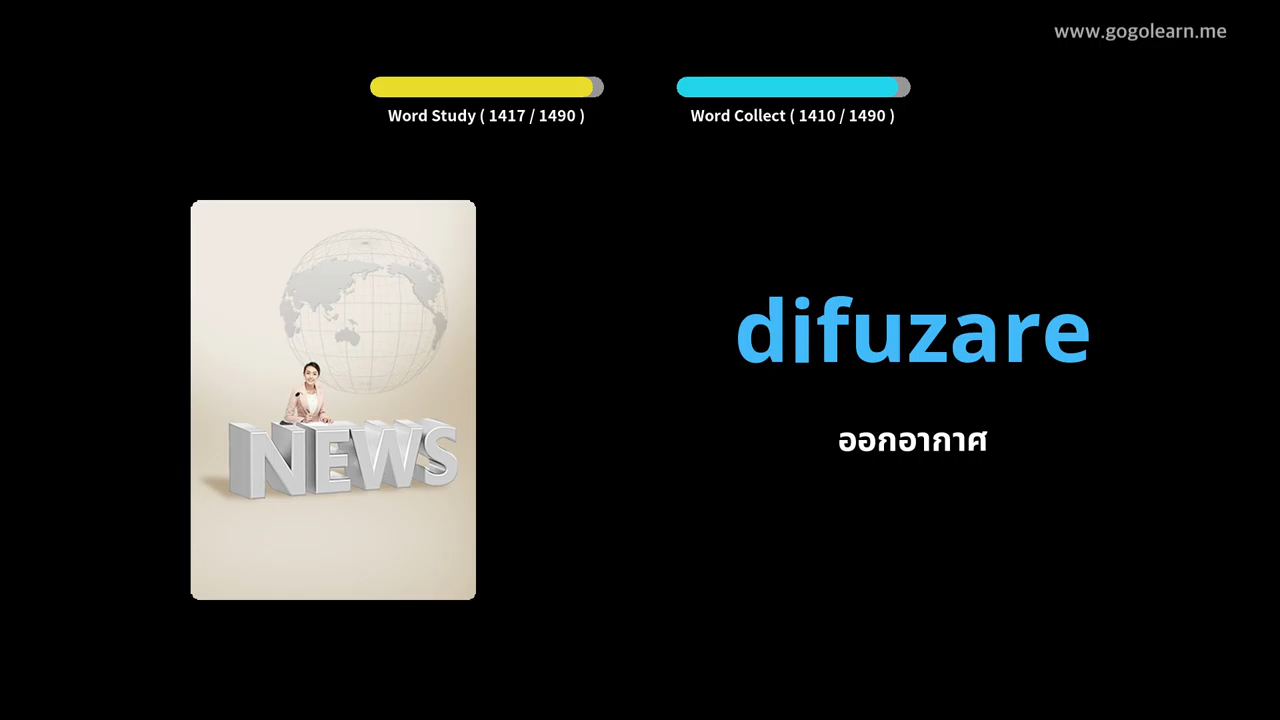 www.gogolearn.me
Word Study ( 1417 / 1490 )
Word Collect ( 1410 / 1490 )
NEWS
difuzare
ออกอากาศ